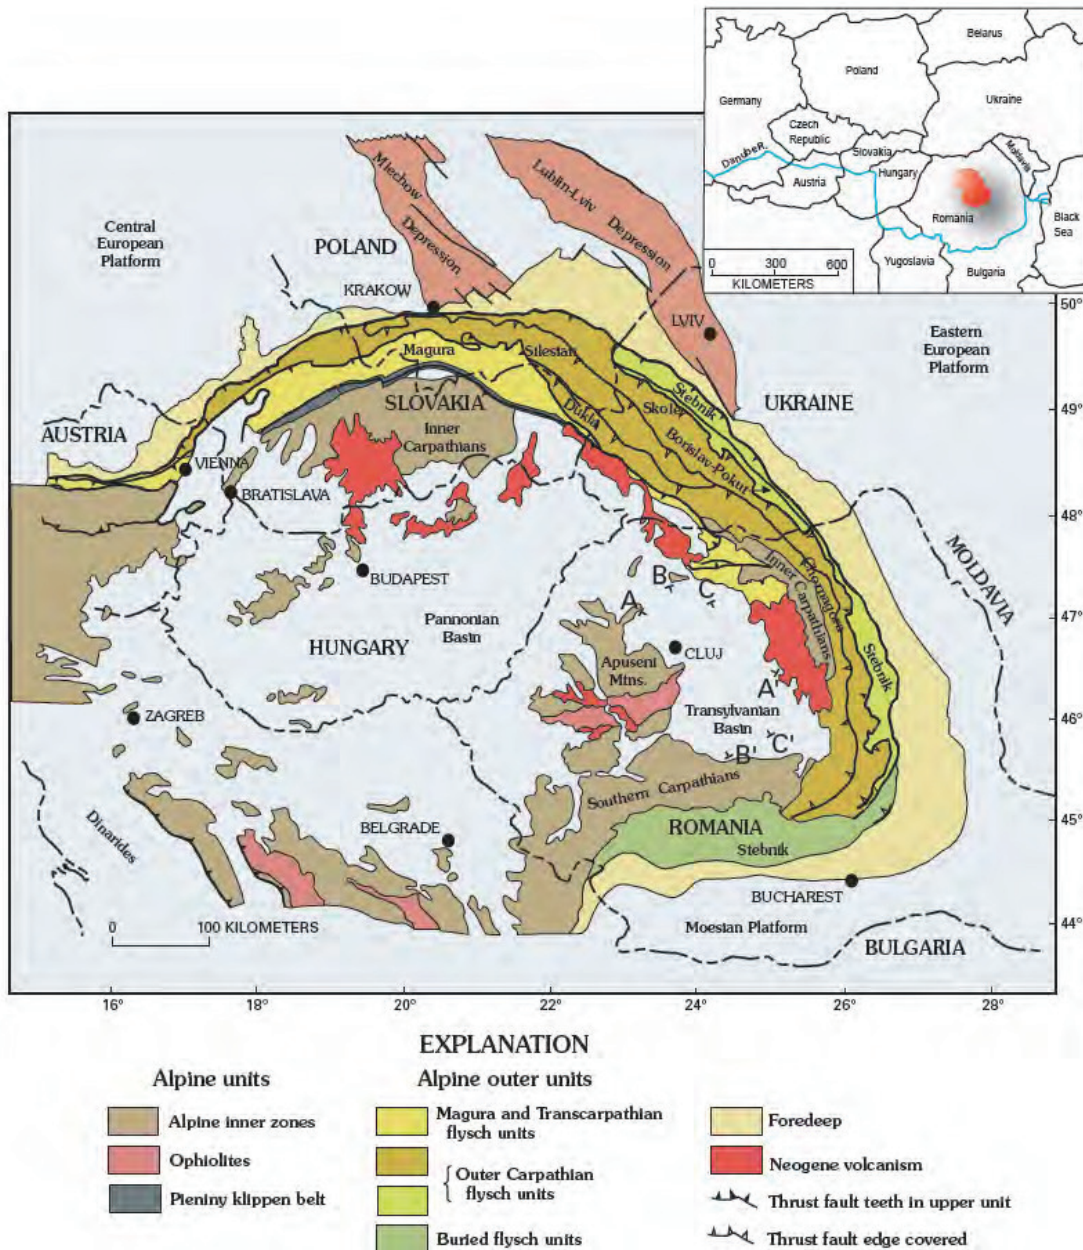 Belarus
Poland
Germany
Ukraine
Czech
Republic
Slovakia
Moldavia
Danube R.
Hungary
Austria
Romania
Black
Sea
Yugoslavia
Bulgaria
0 300 600
KILOMETERS
Miechow
Depression
Lublin-Lviv
Depression
Central
European
Platform
POLAND
KRAKOW
LVIV
50°
Eastern
European
Platform
Magura
Silesian
Stebnik
SLOVAKIA
Skole
UKRAINE
49°
Dukla
Inner
Carpathians
Borislav-Pokut
AUSTRIA
VIENNA
BRATISLAVA
48°
MOLDAVIA
BUDAPEST
B
C
A
Inner
Carpathians
47°
Pannonian
Basin
HUNGARY
CLUJ
Stebnik
Apuseni
Mtns.
A'
ZAGREB
Transylvanian
Basin
46°
C'
B'
Southern Carpathians
Dinarides
BELGRADE
ROMANIA
Stebnik
45°
BUCHAREST
0 100 KILOMETERS
Moesian Platform
BULGARIA
44°
16° 18° 20° 22° 24° 26° 28°
EXPLANATION
Alpine units
Alpine inner zones
Ophiolites
Pieniny klippen belt
Alpine outer units
Magura and Transcarpathian
flysch units
Outer Carpathian
flysch units
Buried flysch units
Foredeep
Neogene volcanism
Thrust fault teeth in upper unit
Thrust fault edge covered